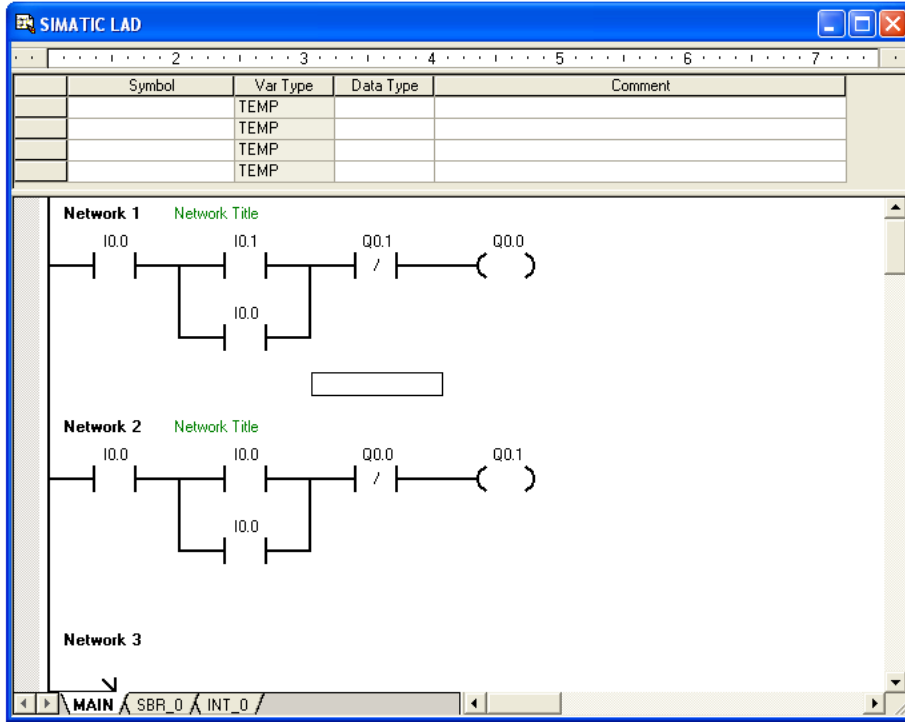 SIMATIC LAD
2 3 4 5 6 7
Symbol Var Type Data Type Comment
TEMP
TEMP
TEMP
TEMP
Network 1 Network Title
I0.0 I0.1 Q0.1 Q0.0
/
I0.0
Network 2 Network Title
I0.0 I0.0 Q0.0 Q0.1
/
I0.0
Network 3
MAIN SBR_0 INT_0